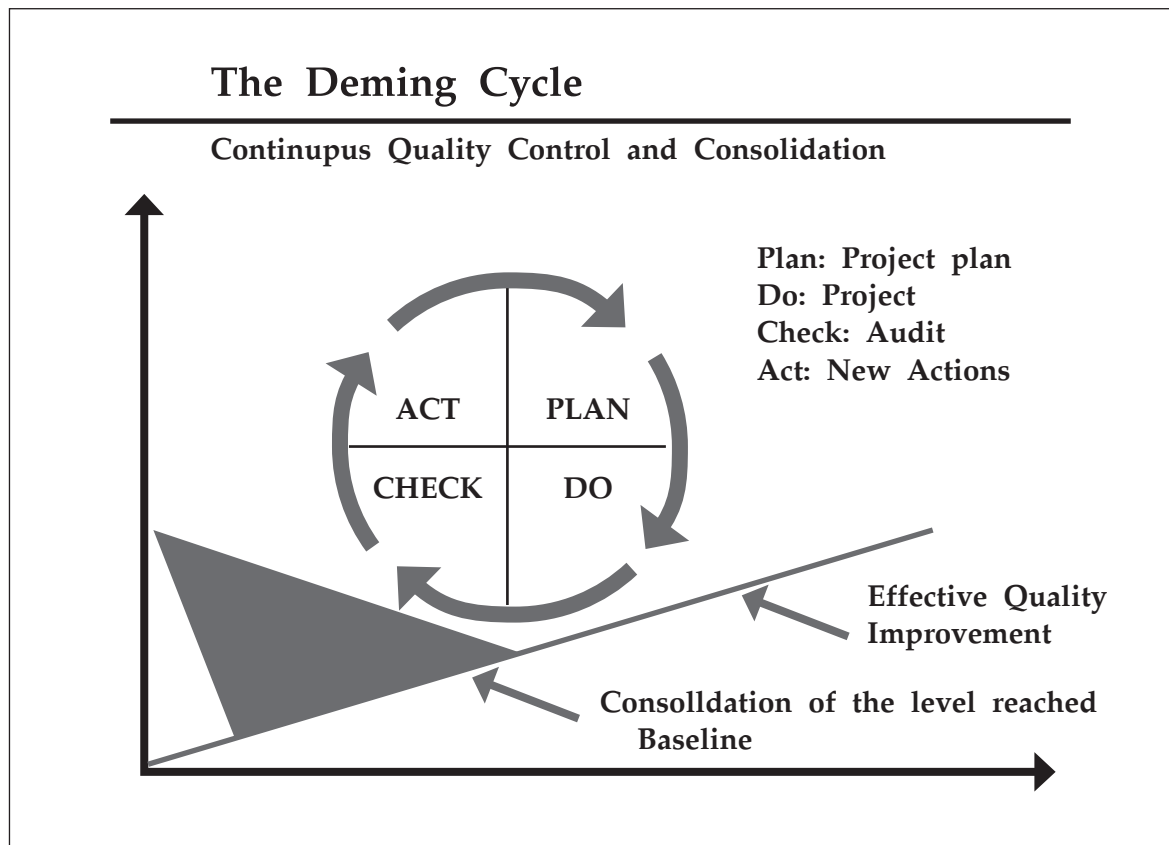 The Deming Cycle
Continupus Quality Control and Consolidation
Plan: Project plan
Do: Project
Check: Audit
Act: New Actions
ACT PLAN
CHECK DO
Effective Quality
Improvement
Consolldation of the level reached
Baseline